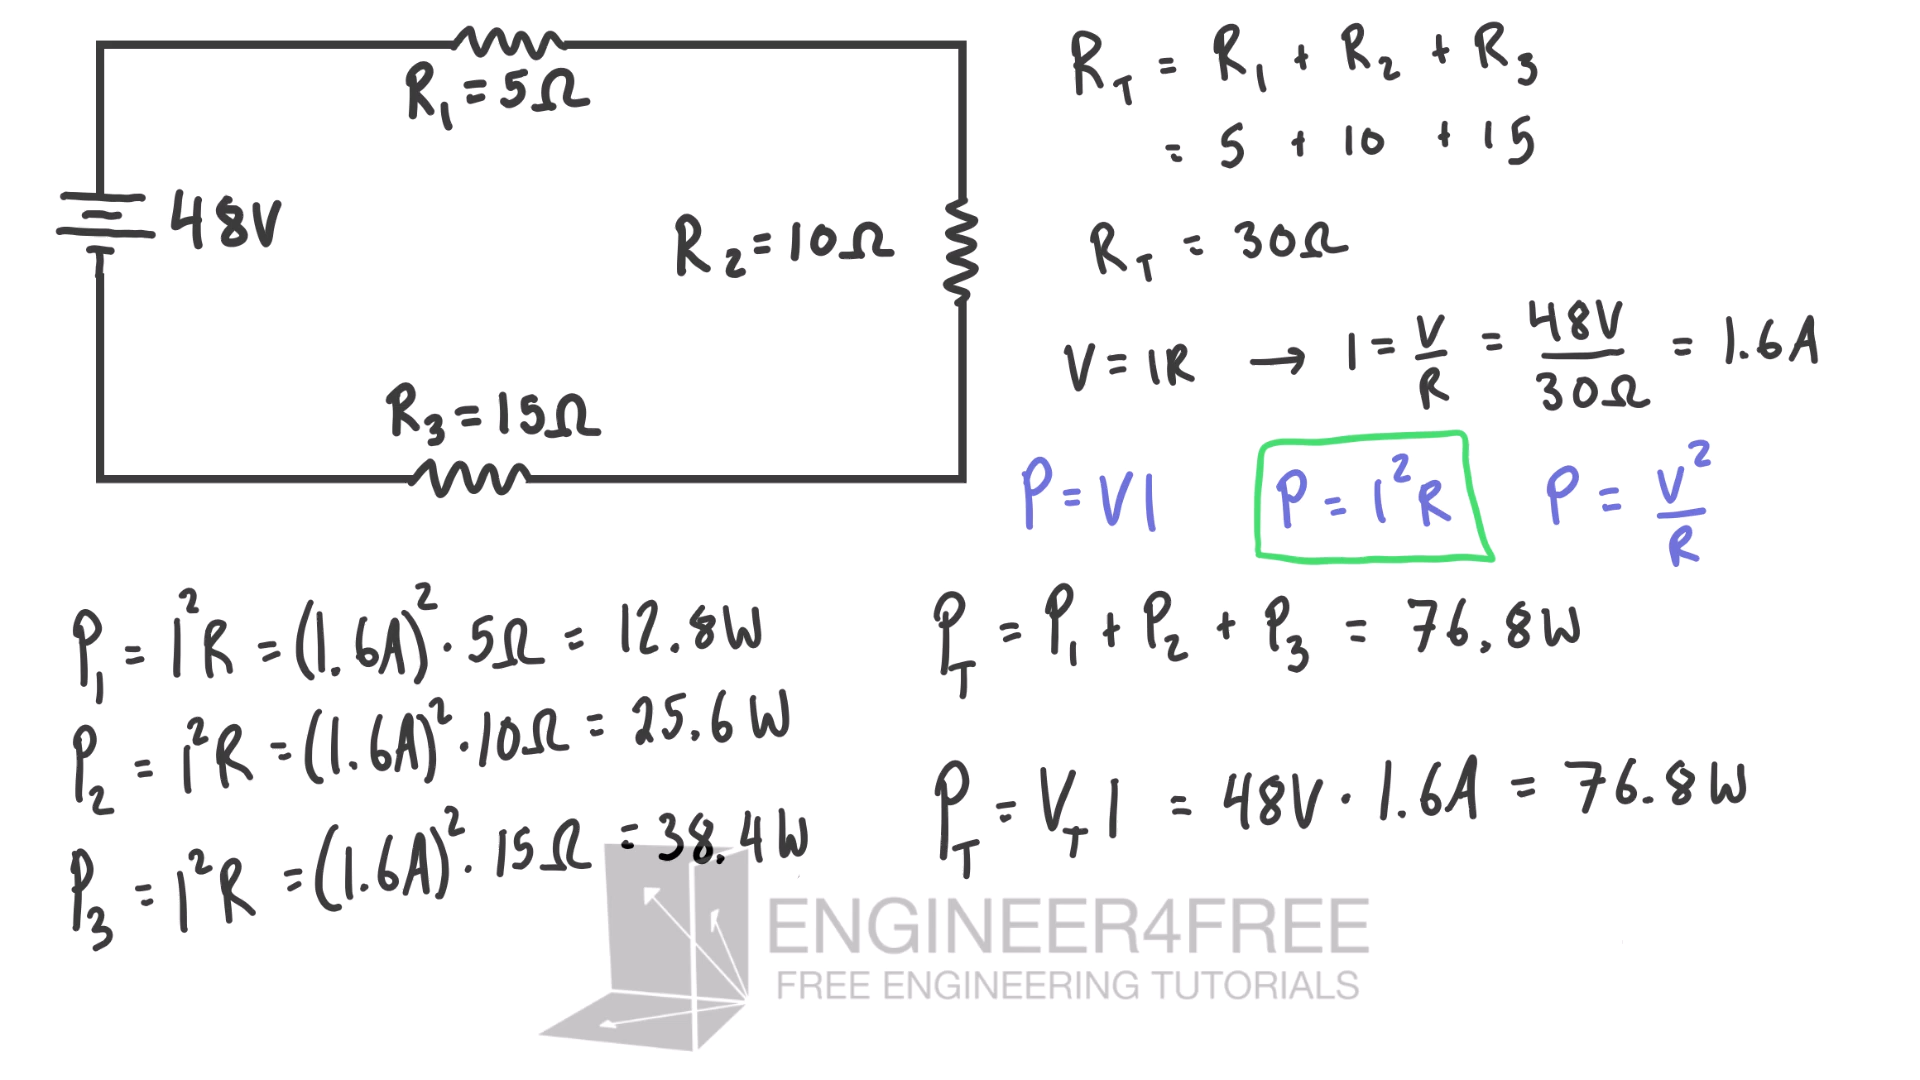 R₁ = 5Ω
48V
R₂ = 10Ω
R₃ = 15Ω
R_T = R₁ + R₂ + R₃
= 5 + 10 + 15
R_T = 30Ω
V = IR → I = V/R = 48V/30Ω = 1.6A
P = VI P = I²R P = V²/R
P₁ = I²R = (1.6A)² · 5Ω = 12.8W
P₂ = I²R = (1.6A)² · 10Ω = 25.6W
P₃ = I²R = (1.6A)² · 15Ω = 38.4W
P_T = P₁ + P₂ + P₃ = 76.8W
P_T = V_T I = 48V · 1.6A = 76.8W
ENGINEER4FREE
FREE ENGINEERING TUTORIALS